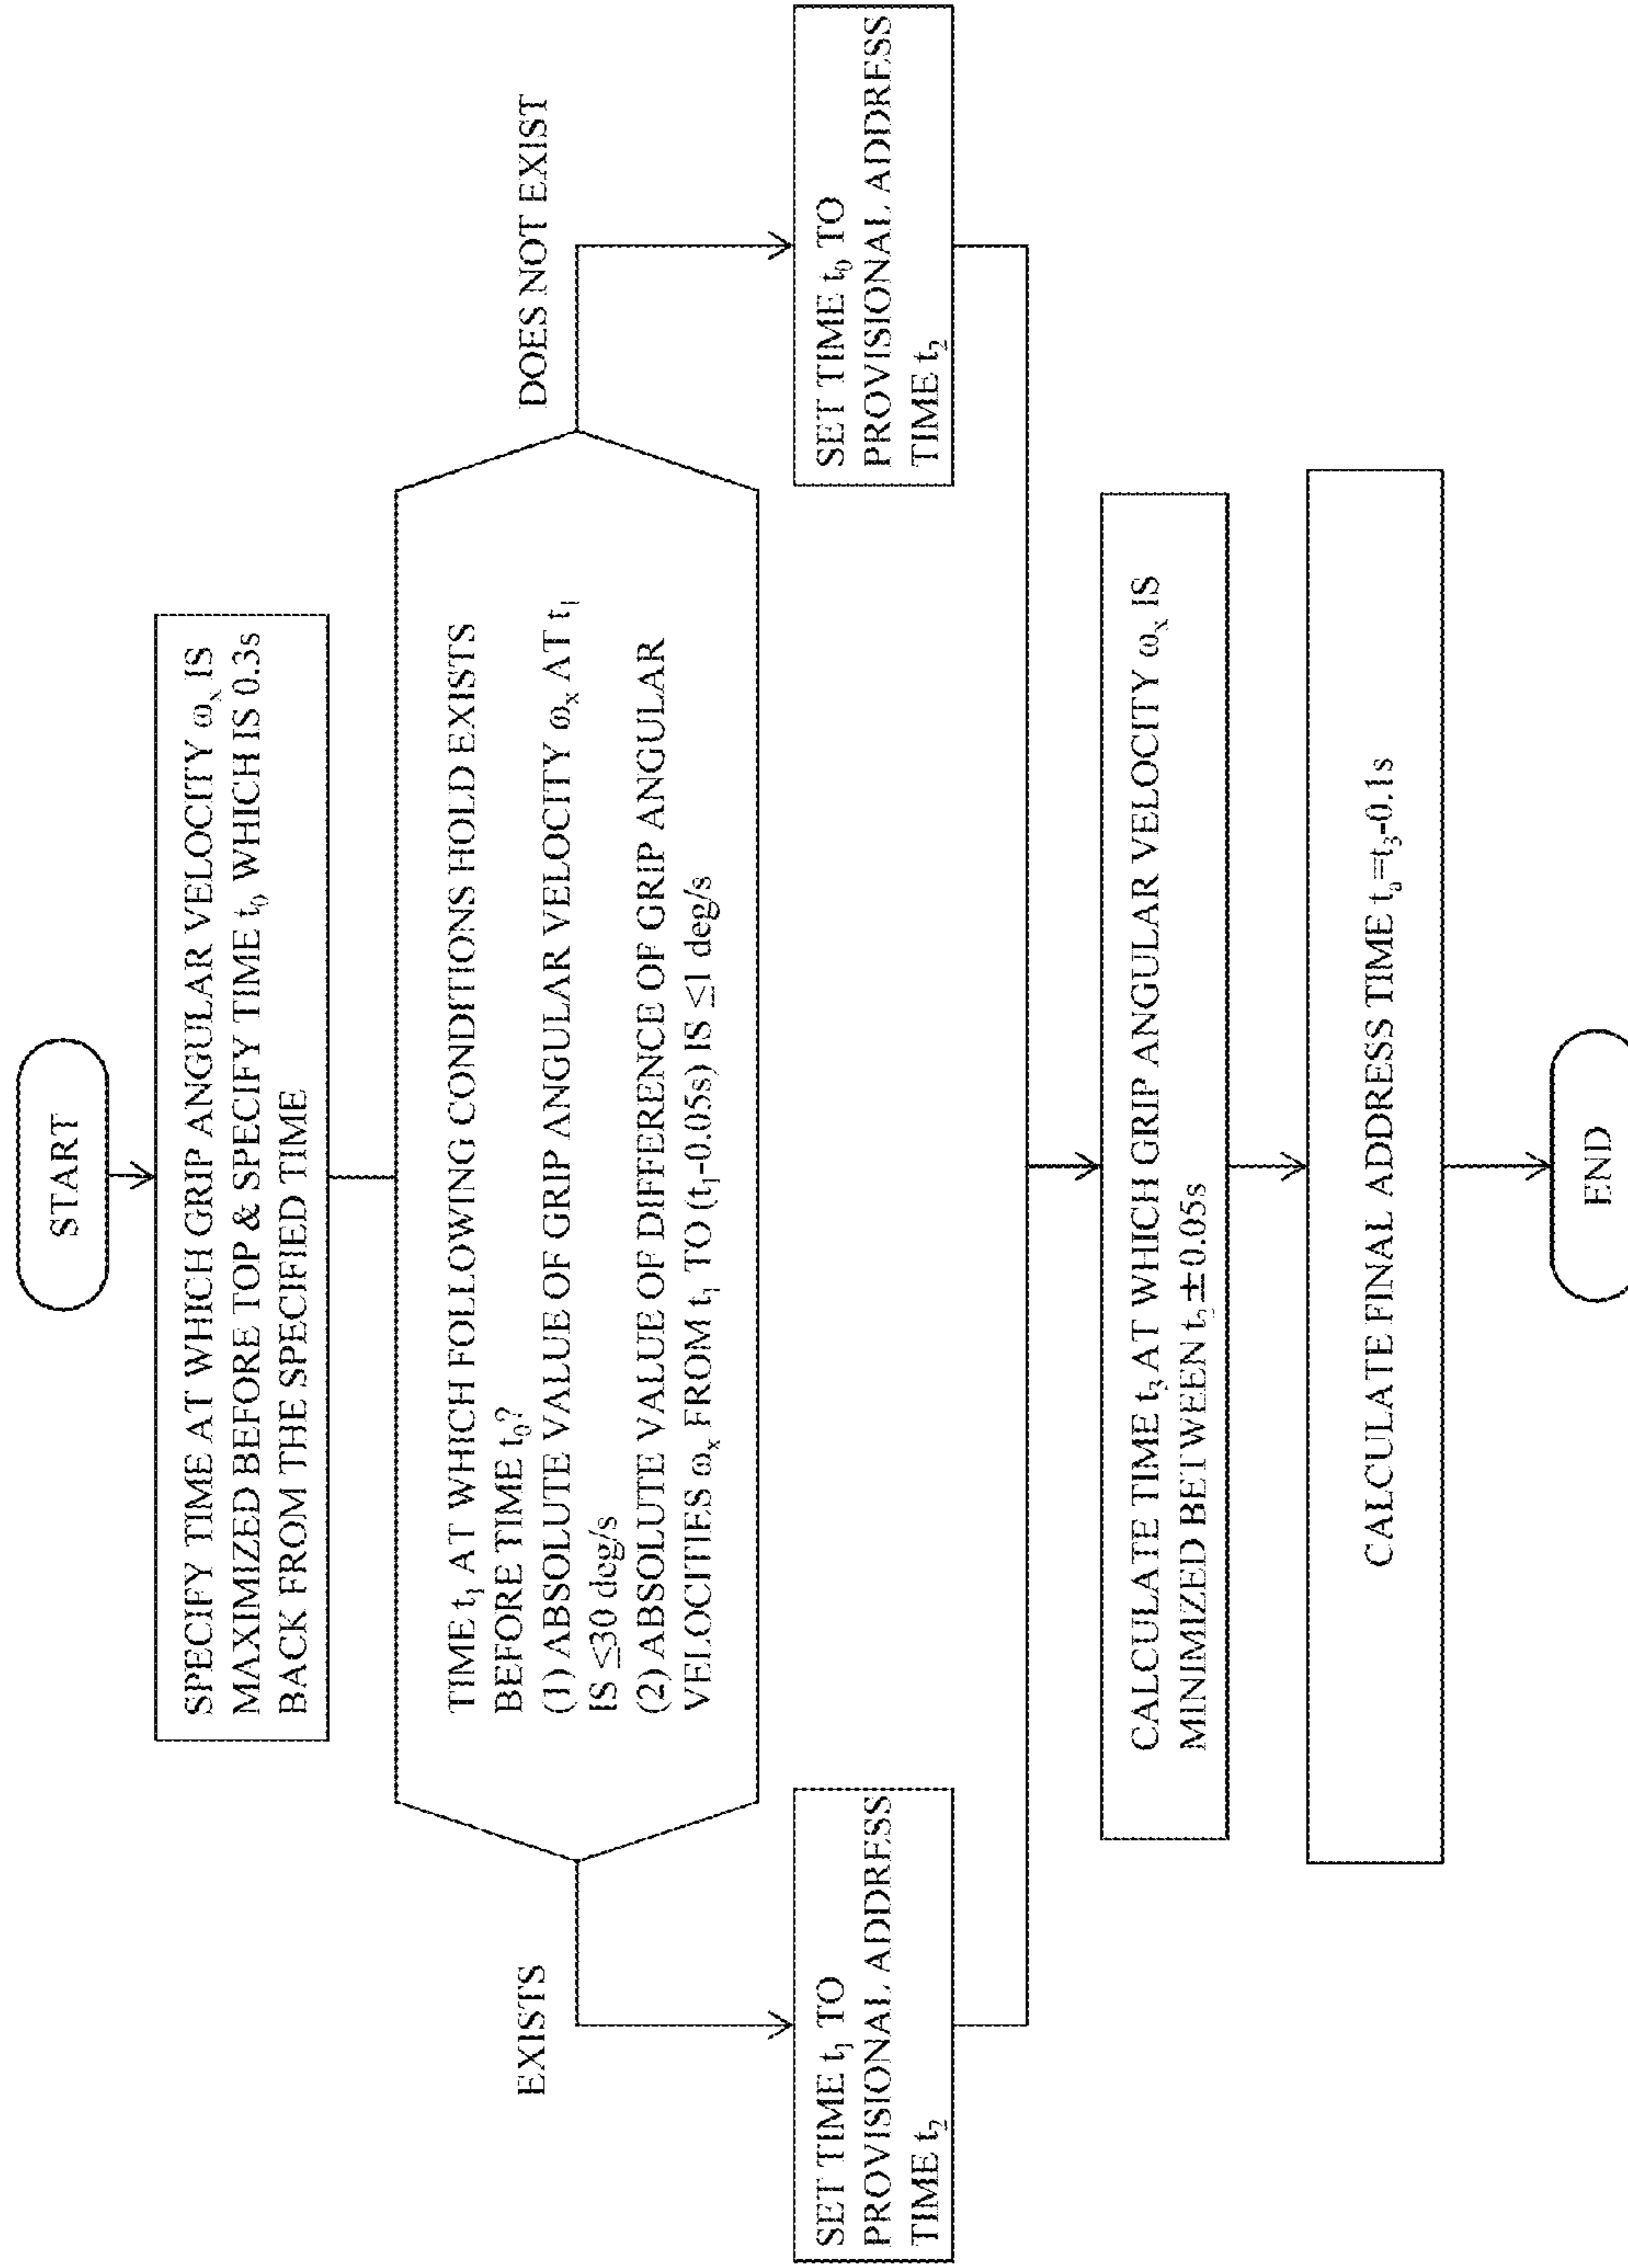 START
SPECIFY TIME AT WHICH GRIP ANGULAR VELOCITY ωₓ IS
MAXIMIZED BEFORE TOP & SPECIFY TIME t₀, WHICH IS 0.3s
BACK FROM THE SPECIFIED TIME
TIME t₁ AT WHICH FOLLOWING CONDITIONS HOLD EXISTS
BEFORE TIME t₀?
(1) ABSOLUTE VALUE OF GRIP ANGULAR VELOCITY ωₓ AT t₁
IS ≤30 deg/s
(2) ABSOLUTE VALUE OF DIFFERENCE OF GRIP ANGULAR
VELOCITIES ωₓ FROM t₁ TO (t₁-0.05s) IS ≤1 deg/s
EXISTS
DOES NOT EXIST
SET TIME t₁ TO
PROVISIONAL ADDRESS
TIME t₂
SET TIME t₀ TO
PROVISIONAL ADDRESS
TIME t₂
CALCULATE TIME t₃ AT WHICH GRIP ANGULAR VELOCITY ωₓ IS
MINIMIZED BETWEEN t₂±0.05s
CALCULATE FINAL ADDRESS TIME tₐ=t₃-0.1s
END